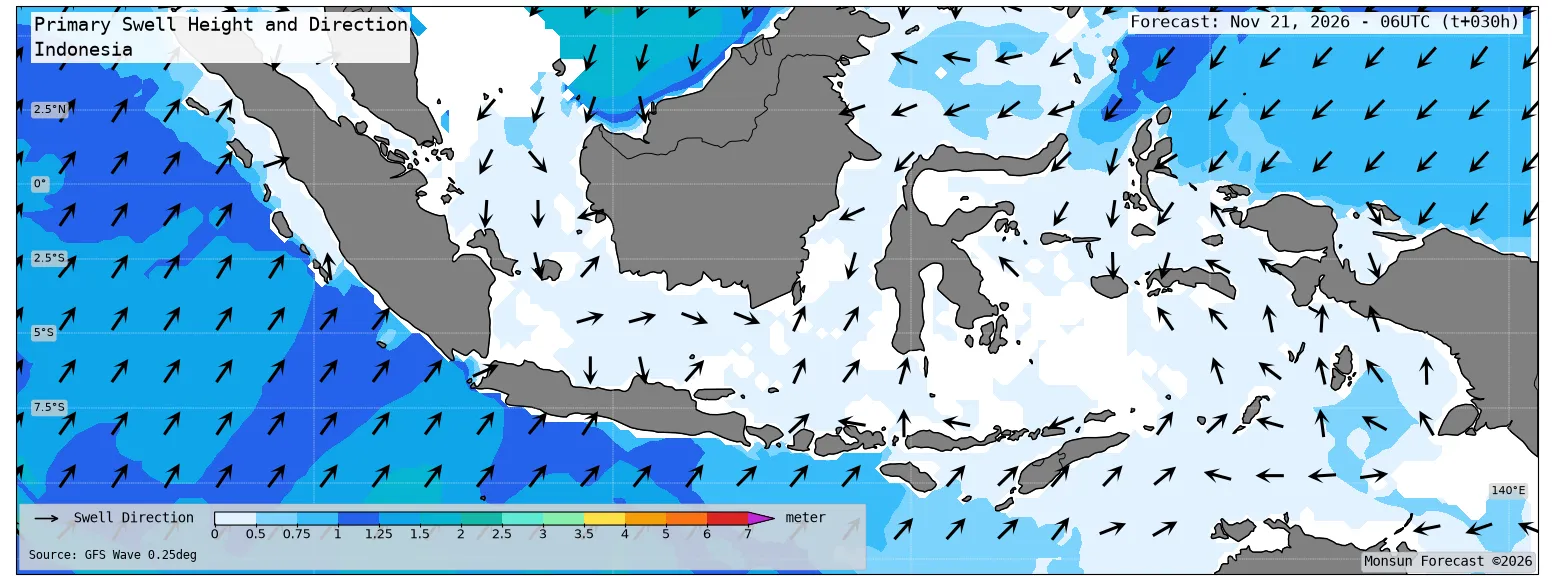 Primary Swell Height and Direction
Indonesia
Forecast: Nov 21, 2026 - 06UTC (t+030h)
2.5°N
0°
2.5°S
5°S
7.5°S
140°E
Swell Direction
0 0.5 0.75 1 1.25 1.5 2 2.5 3 3.5 4 5 6 7
meter
Source: GFS Wave 0.25deg
Monsun Forecast ©2026